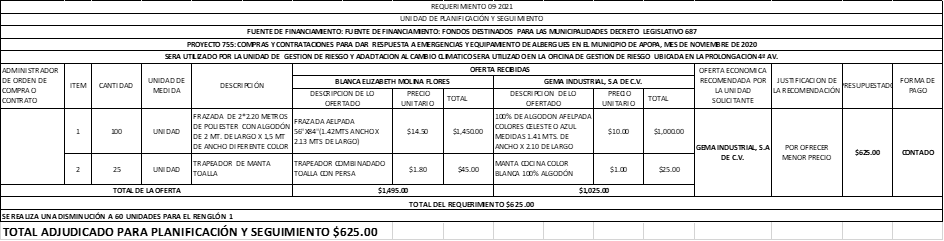 REQUERIMIENTO 09 2021
UNIDAD DE PLANIFICACIÓN Y SEGUIMIENTO
FUENTE DE FINANCIAMIENTO: FUENTE DE FINANCIAMIENTO: FONDOS DESTINADOS PARA LAS MUNICIPALIDADES DECRETO LEGISLATIVO 687
PROYECTO 755: COMPRAS Y CONTRATACIONES PARA DAR RESPUESTA A EMERGENCIAS Y EQUIPAMIENTO DE ALBERGUES EN EL MUNICIPIO DE APOPA, MES DE NOVIEMBRE DE 2020
SERA UTILIZADO POR LA UNIDAD DE GESTION DE RIESGO Y ADAPTACION AL CAMBIO CLIMATICO SERA UTILIZADO EN LA OFICINA DE GESTION DE RIESGO UBICADA EN LA PROLONGACION 4ª AV.
ADMINISTRADOR DE ORDEN DE COMPRA O CONTRATO
ITEM
CANTIDAD
UNIDAD DE MEDIDA
DESCRIPCIÓN
OFERTA RECIBIDAS
BLANCA ELIZABETH MOLINA FLORES
GEMA INDUSTRIAL, S.A DE C.V.
DESCRIPCION DE LO OFERTADO
PRECIO UNITARIO
TOTAL
DESCRIPCION DE LO OFERTADO
PRECIO UNITARIO
TOTAL
OFERTA ECONOMICA RECOMENDADA POR LA UNIDAD SOLICITANTE
JUSTIFICACION DE LA RECOMENDACIÓN
PRESUPUESTADO
FORMA DE PAGO
1
100
UNIDAD
FRAZADA DE 2*2.20 METROS
DE POLIESTER CON ALGODÓN
DE 2 MT. DE LARGO X 1,5 MT
DE ANCHO DIFERENTE COLOR
FRAZADA AELPADA
56"X84"(1.42MTS ANCHO X
2.13 MTS DE LARGO)
$14.50
$1,450.00
100% DE ALGODON AFELPADA
COLORES CELESTE O AZUL
MEDIDAS 1.41 MTS. DE
ANCHO X 2.10 DE LARGO
$10.00
$1,000.00
GEMA INDUSTRIAL, S.A DE C.V.
POR OFRECER MENOR PRECIO
$625.00
CONTADO
2
25
UNIDAD
TRAPEADOR DE MANTA TOALLA
TRAPEADOR COMBINADADO TOALLA CON PERSA
$1.80
$45.00
MANTA COCINA COLOR BLANCA 100% ALGODÓN
$1.00
$25.00
TOTAL DE LA OFERTA
$1,495.00
$1,025.00
TOTAL DEL REQUERIMIENTO $625.00
SE REALIZA UNA DISMINUCIÓN A 60 UNIDADES PARA EL RENGLÓN 1
TOTAL ADJUDICADO PARA PLANIFICACIÓN Y SEGUIMIENTO $625.00